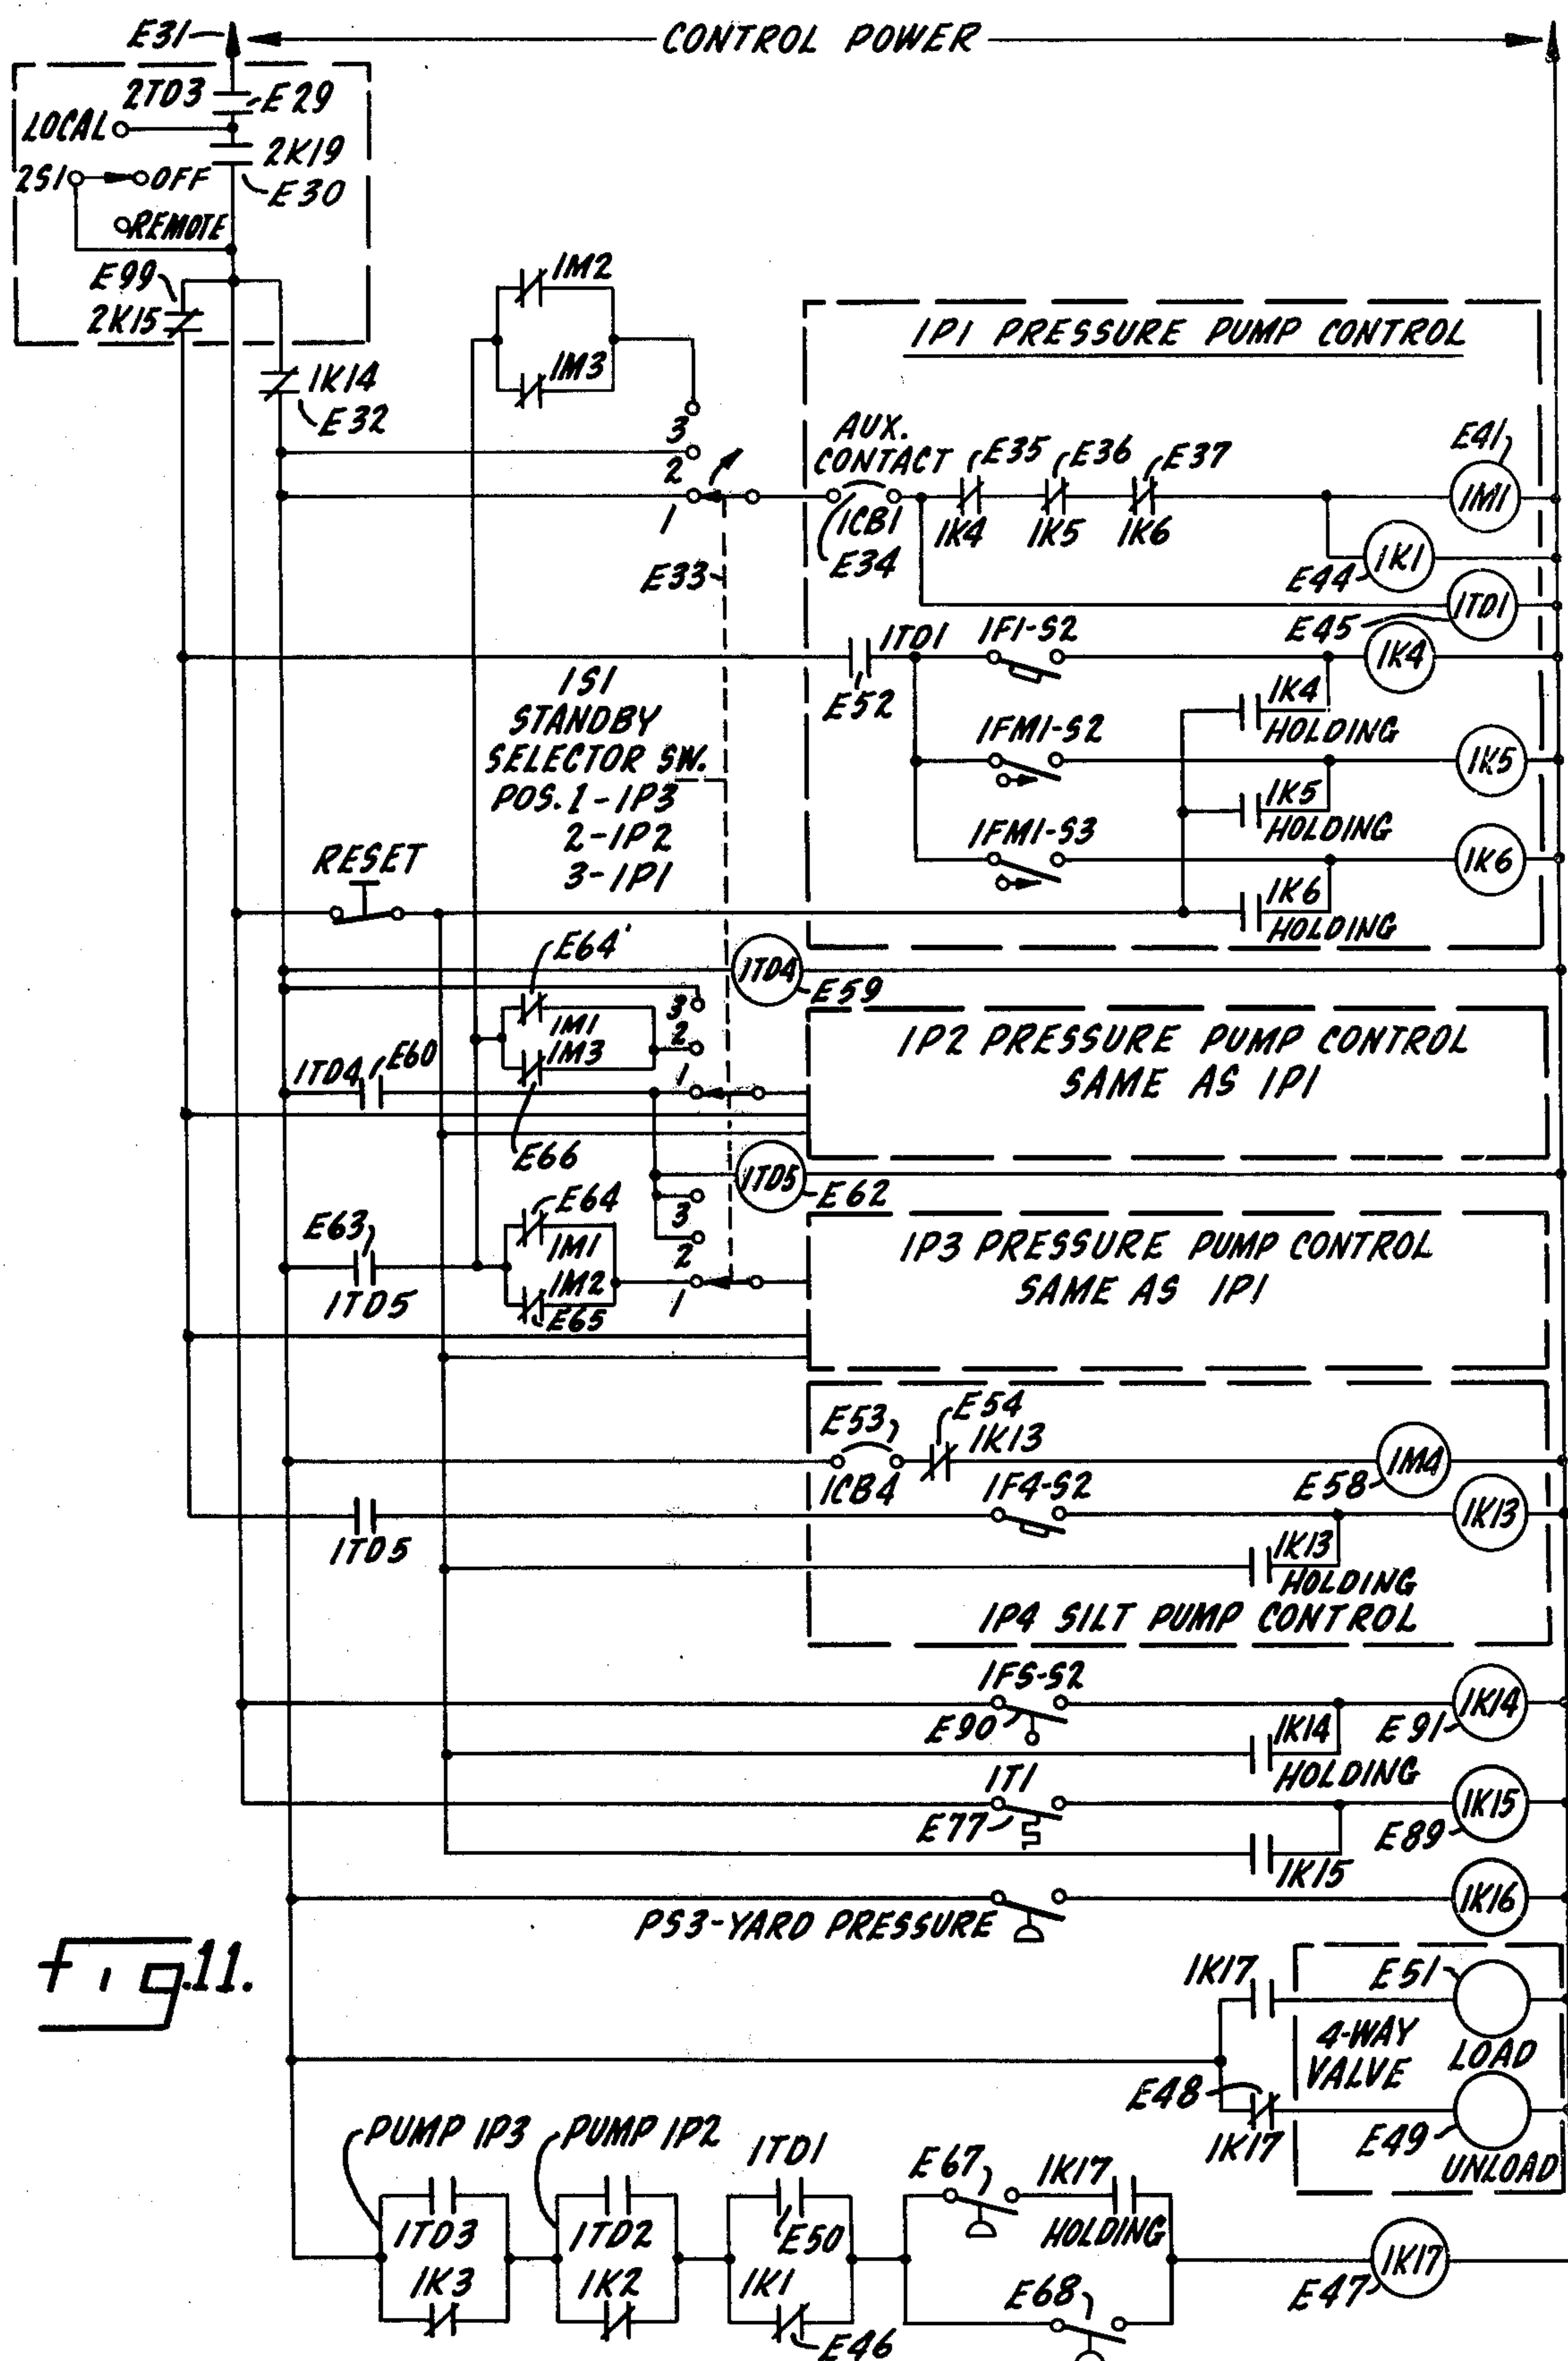 E31
CONTROL POWER
2TD3
E29
LOCAL
2K19
2S1
OFF
E30
REMOTE
E99
2K15
1M2
1M3
1K14
E32
3
2
1
1P1 PRESSURE PUMP CONTROL
AUX.
CONTACT
E35
E36
E37
E41
1M1
1CB1
E34
1K4
1K5
1K6
E33
E44
1K1
1TD1
E45
1TD1
E52
1F1-S2
1K4
1K4
HOLDING
1S1
STANDBY
SELECTOR SW.
POS. 1-1P3
2-1P2
3-1P1
1FM1-S2
1K5
1K5
HOLDING
1FM1-S3
1K6
1K6
HOLDING
RESET
E64'
1TD4
E59
3
2
1
1M1
1M3
1TD4
E60
E66
1P2 PRESSURE PUMP CONTROL
SAME AS 1P1
1TD5
E62
3
2
1
E63
1TD5
E64
1M1
1M2
E65
1P3 PRESSURE PUMP CONTROL
SAME AS 1P1
E53
E54
1K13
1CB4
1M4
E58
1F4-S2
1K13
1TD5
1K13
HOLDING
1P4 SILT PUMP CONTROL
1FS-S2
E90
1K14
E91
1K14
HOLDING
1T1
E77
1K15
E89
1K15
PS3-YARD PRESSURE
1K16
fig.11.
1K17
E51
4-WAY
VALVE
LOAD
E48
1K17
E49
UNLOAD
PUMP 1P3
PUMP 1P2
1TD1
E67
1K17
HOLDING
1TD3
1TD2
E50
1K3
1K2
1K1
E46
E68
1K17
E47